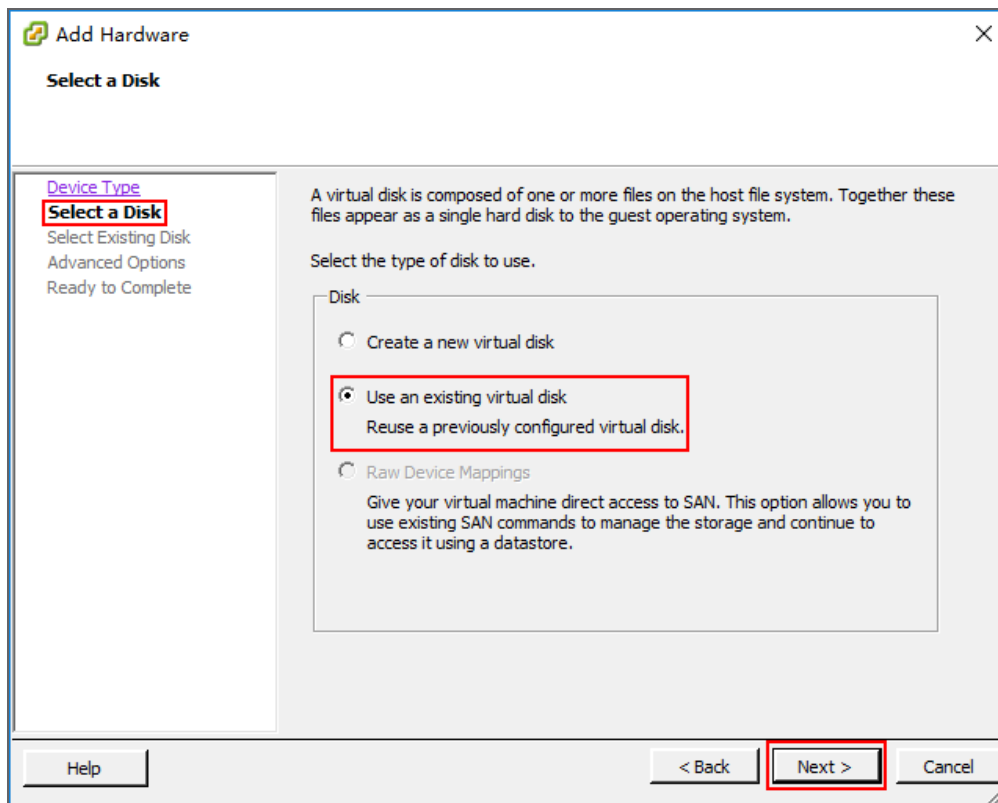 Add Hardware
Select a Disk
Device Type
Select a Disk
Select Existing Disk
Advanced Options
Ready to Complete
A virtual disk is composed of one or more files on the host file system. Together these
files appear as a single hard disk to the guest operating system.
Select the type of disk to use.
Disk
Create a new virtual disk
Use an existing virtual disk
Reuse a previously configured virtual disk.
Raw Device Mappings
Give your virtual machine direct access to SAN. This option allows you to
use existing SAN commands to manage the storage and continue to
access it using a datastore.
Help
< Back
Next >
Cancel